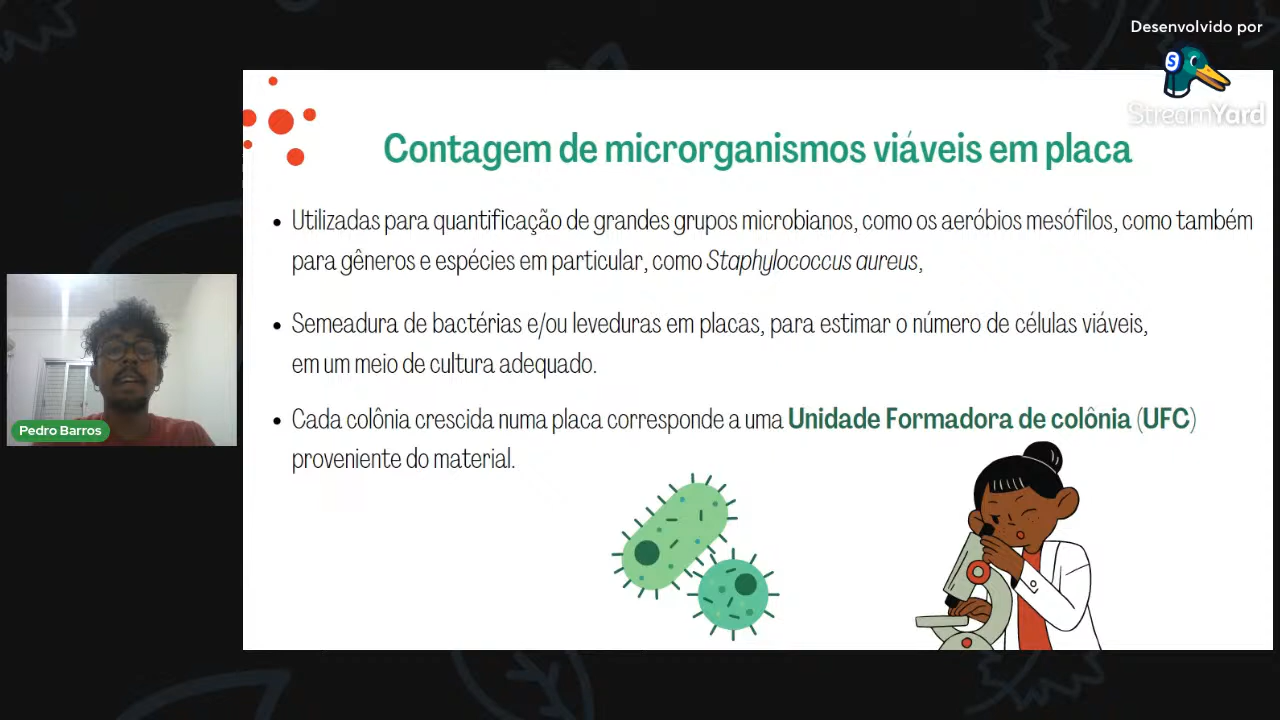 Desenvolvido por
S
StreamYard
Contagem de microrganismos viáveis em placa
• Utilizadas para quantificação de grandes grupos microbianos, como os aeróbios mesófilos, como também
para gêneros e espécies em particular, como Staphylococcus aureus,
• Semeadura de bactérias e/ou leveduras em placas, para estimar o número de células viáveis,
em um meio de cultura adequado.
• Cada colônia crescida numa placa corresponde a uma Unidade Formadora de colônia (UFC)
proveniente do material.
Pedro Barros